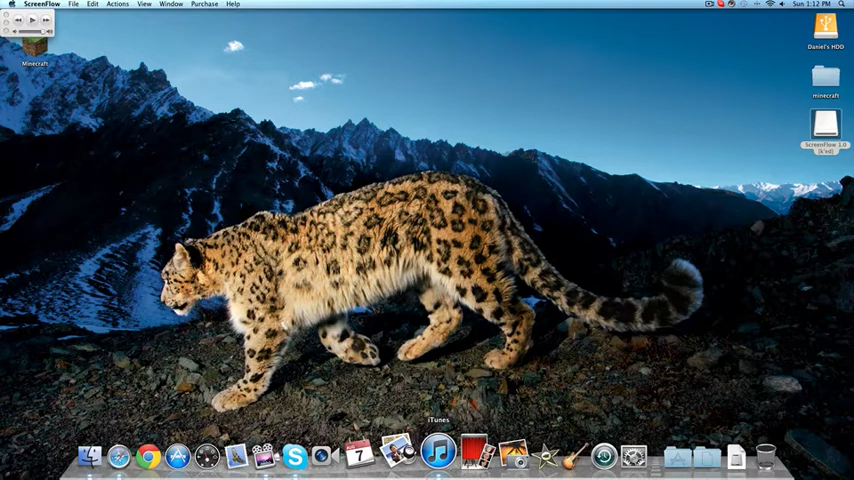 ScreenFlow File Edit Actions View Window Purchase Help
Sun 1:12 PM
Minecraft
Daniel's HDD
minecraft
ScreenFlow 1.0
[k'ed]
iTunes
7